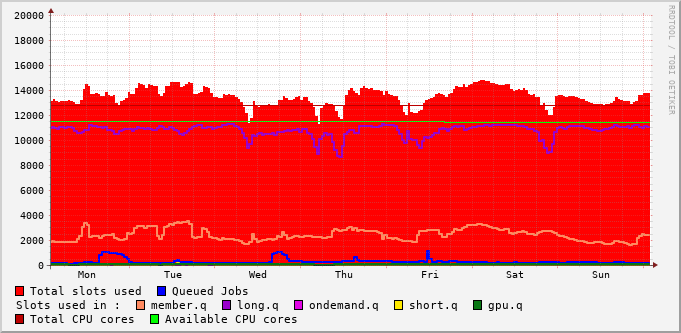 RRDTOOL / TOBI OETIKER
20000
18000
16000
14000
12000
10000
8000
6000
4000
2000
0
Mon Tue Wed Thu Fri Sat Sun
Total slots used Queued Jobs
Slots used in : member.q long.q ondemand.q short.q gpu.q
Total CPU cores Available CPU cores